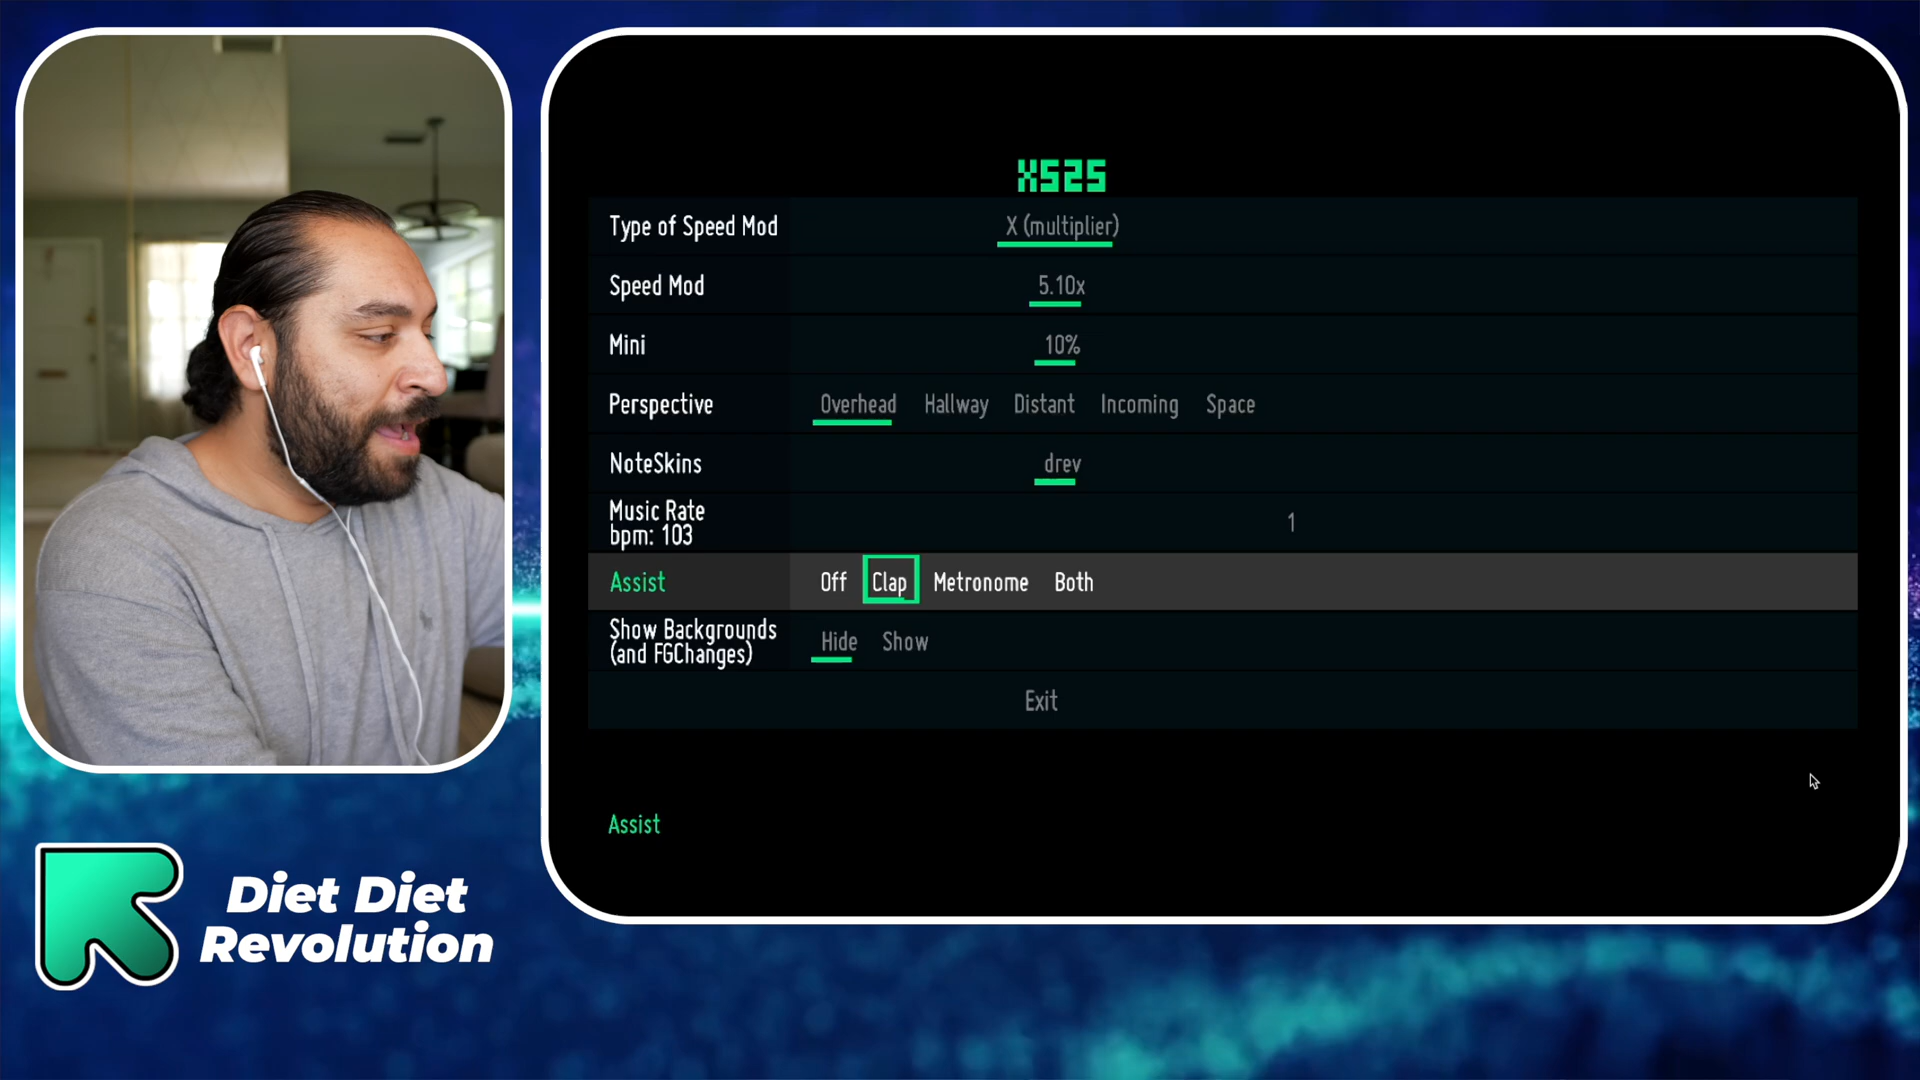 X525
Type of Speed Mod
X (multiplier)
Speed Mod
5.10x
Mini
10%
Perspective
Overhead Hallway Distant Incoming Space
NoteSkins
drev
Music Rate
bpm: 103
1
Assist
Off Clap Metronome Both
Show Backgrounds
(and FGChanges)
Hide Show
Exit
Assist
Diet Diet
Revolution